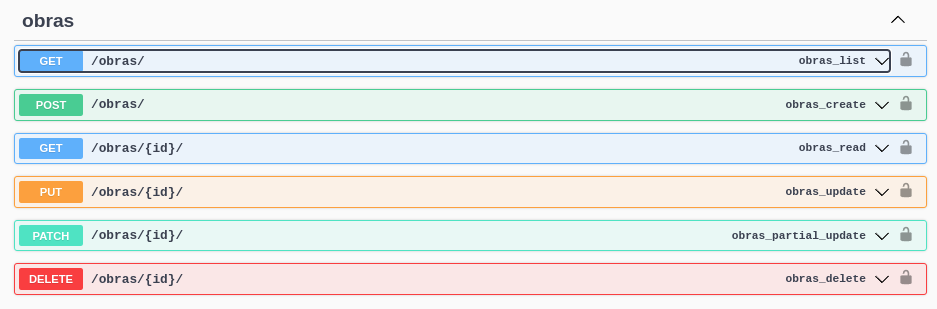 obras
GET /obras/ obras_list
POST /obras/ obras_create
GET /obras/{id}/ obras_read
PUT /obras/{id}/ obras_update
PATCH /obras/{id}/ obras_partial_update
DELETE /obras/{id}/ obras_delete